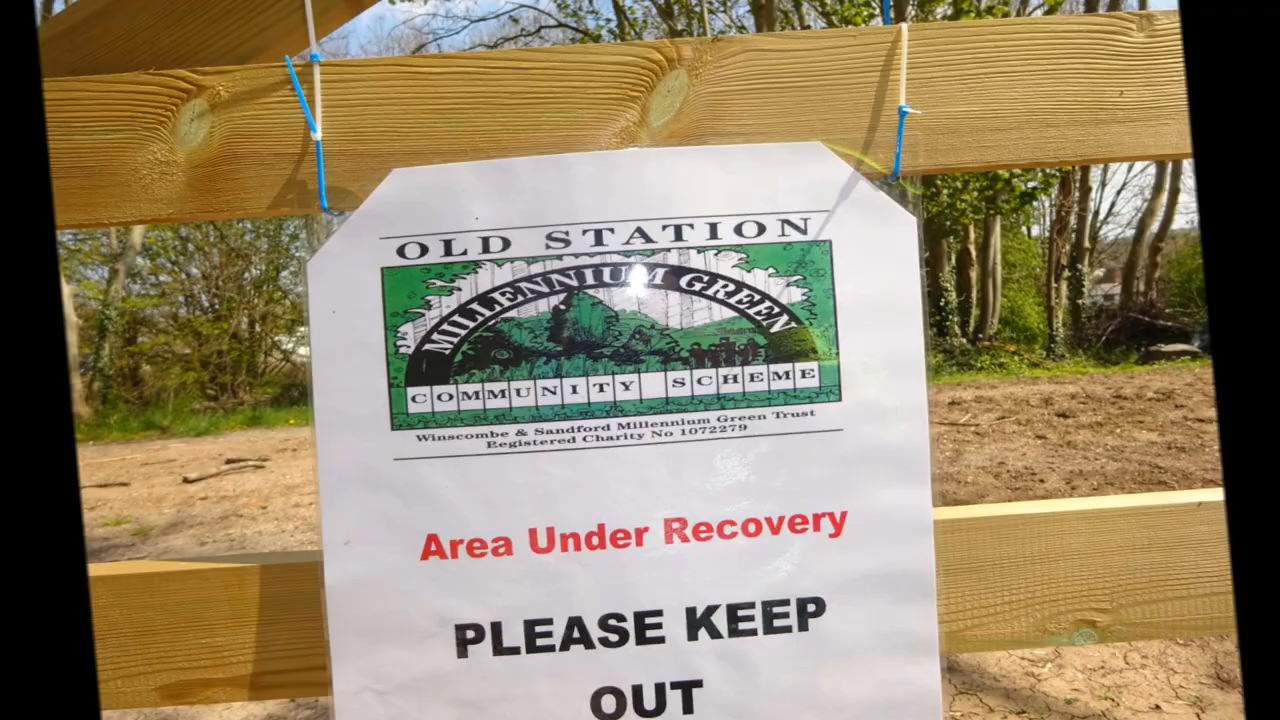 OLD STATION
MILLENNIUM GREEN
COMMUNITY SCHEME
Winscombe & Sandford Millennium Green Trust
Registered Charity No 1072279
Area Under Recovery
PLEASE KEEP
OUT